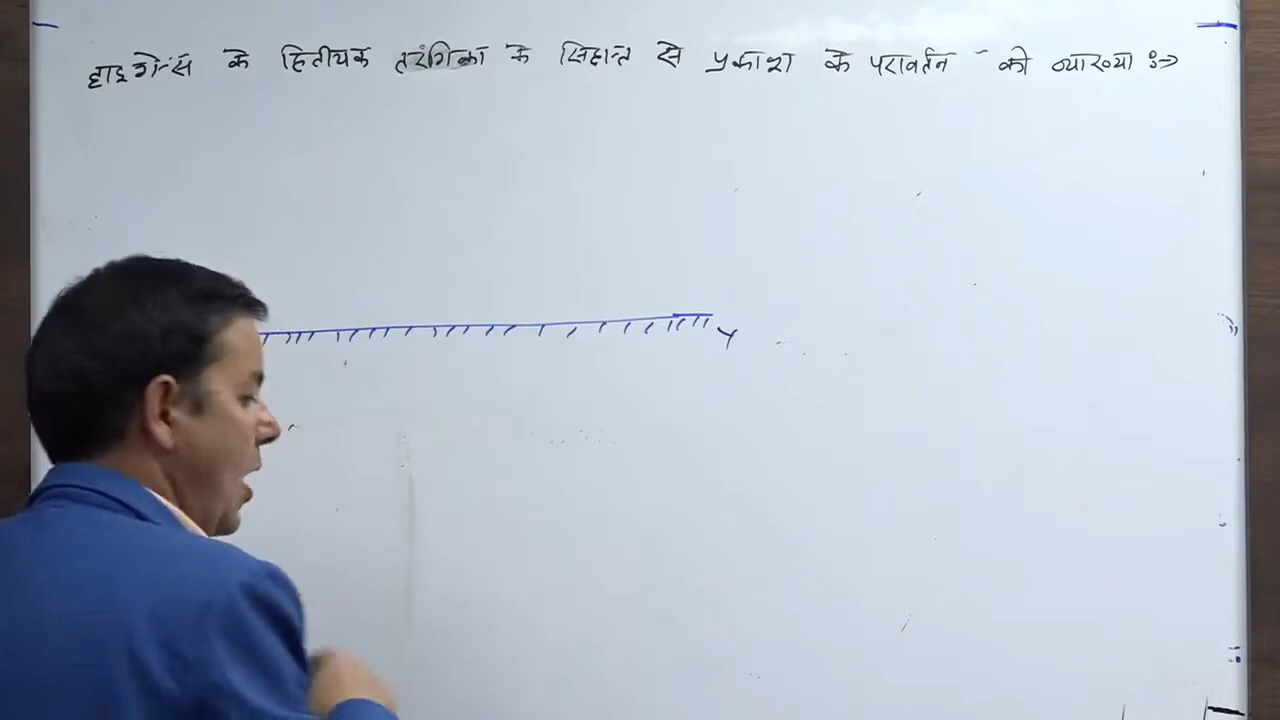 हाइगेन्स के द्वितीयक तरंगिका के सिद्धान्त से प्रकाश के परावर्तन की व्याख्या :→
Y